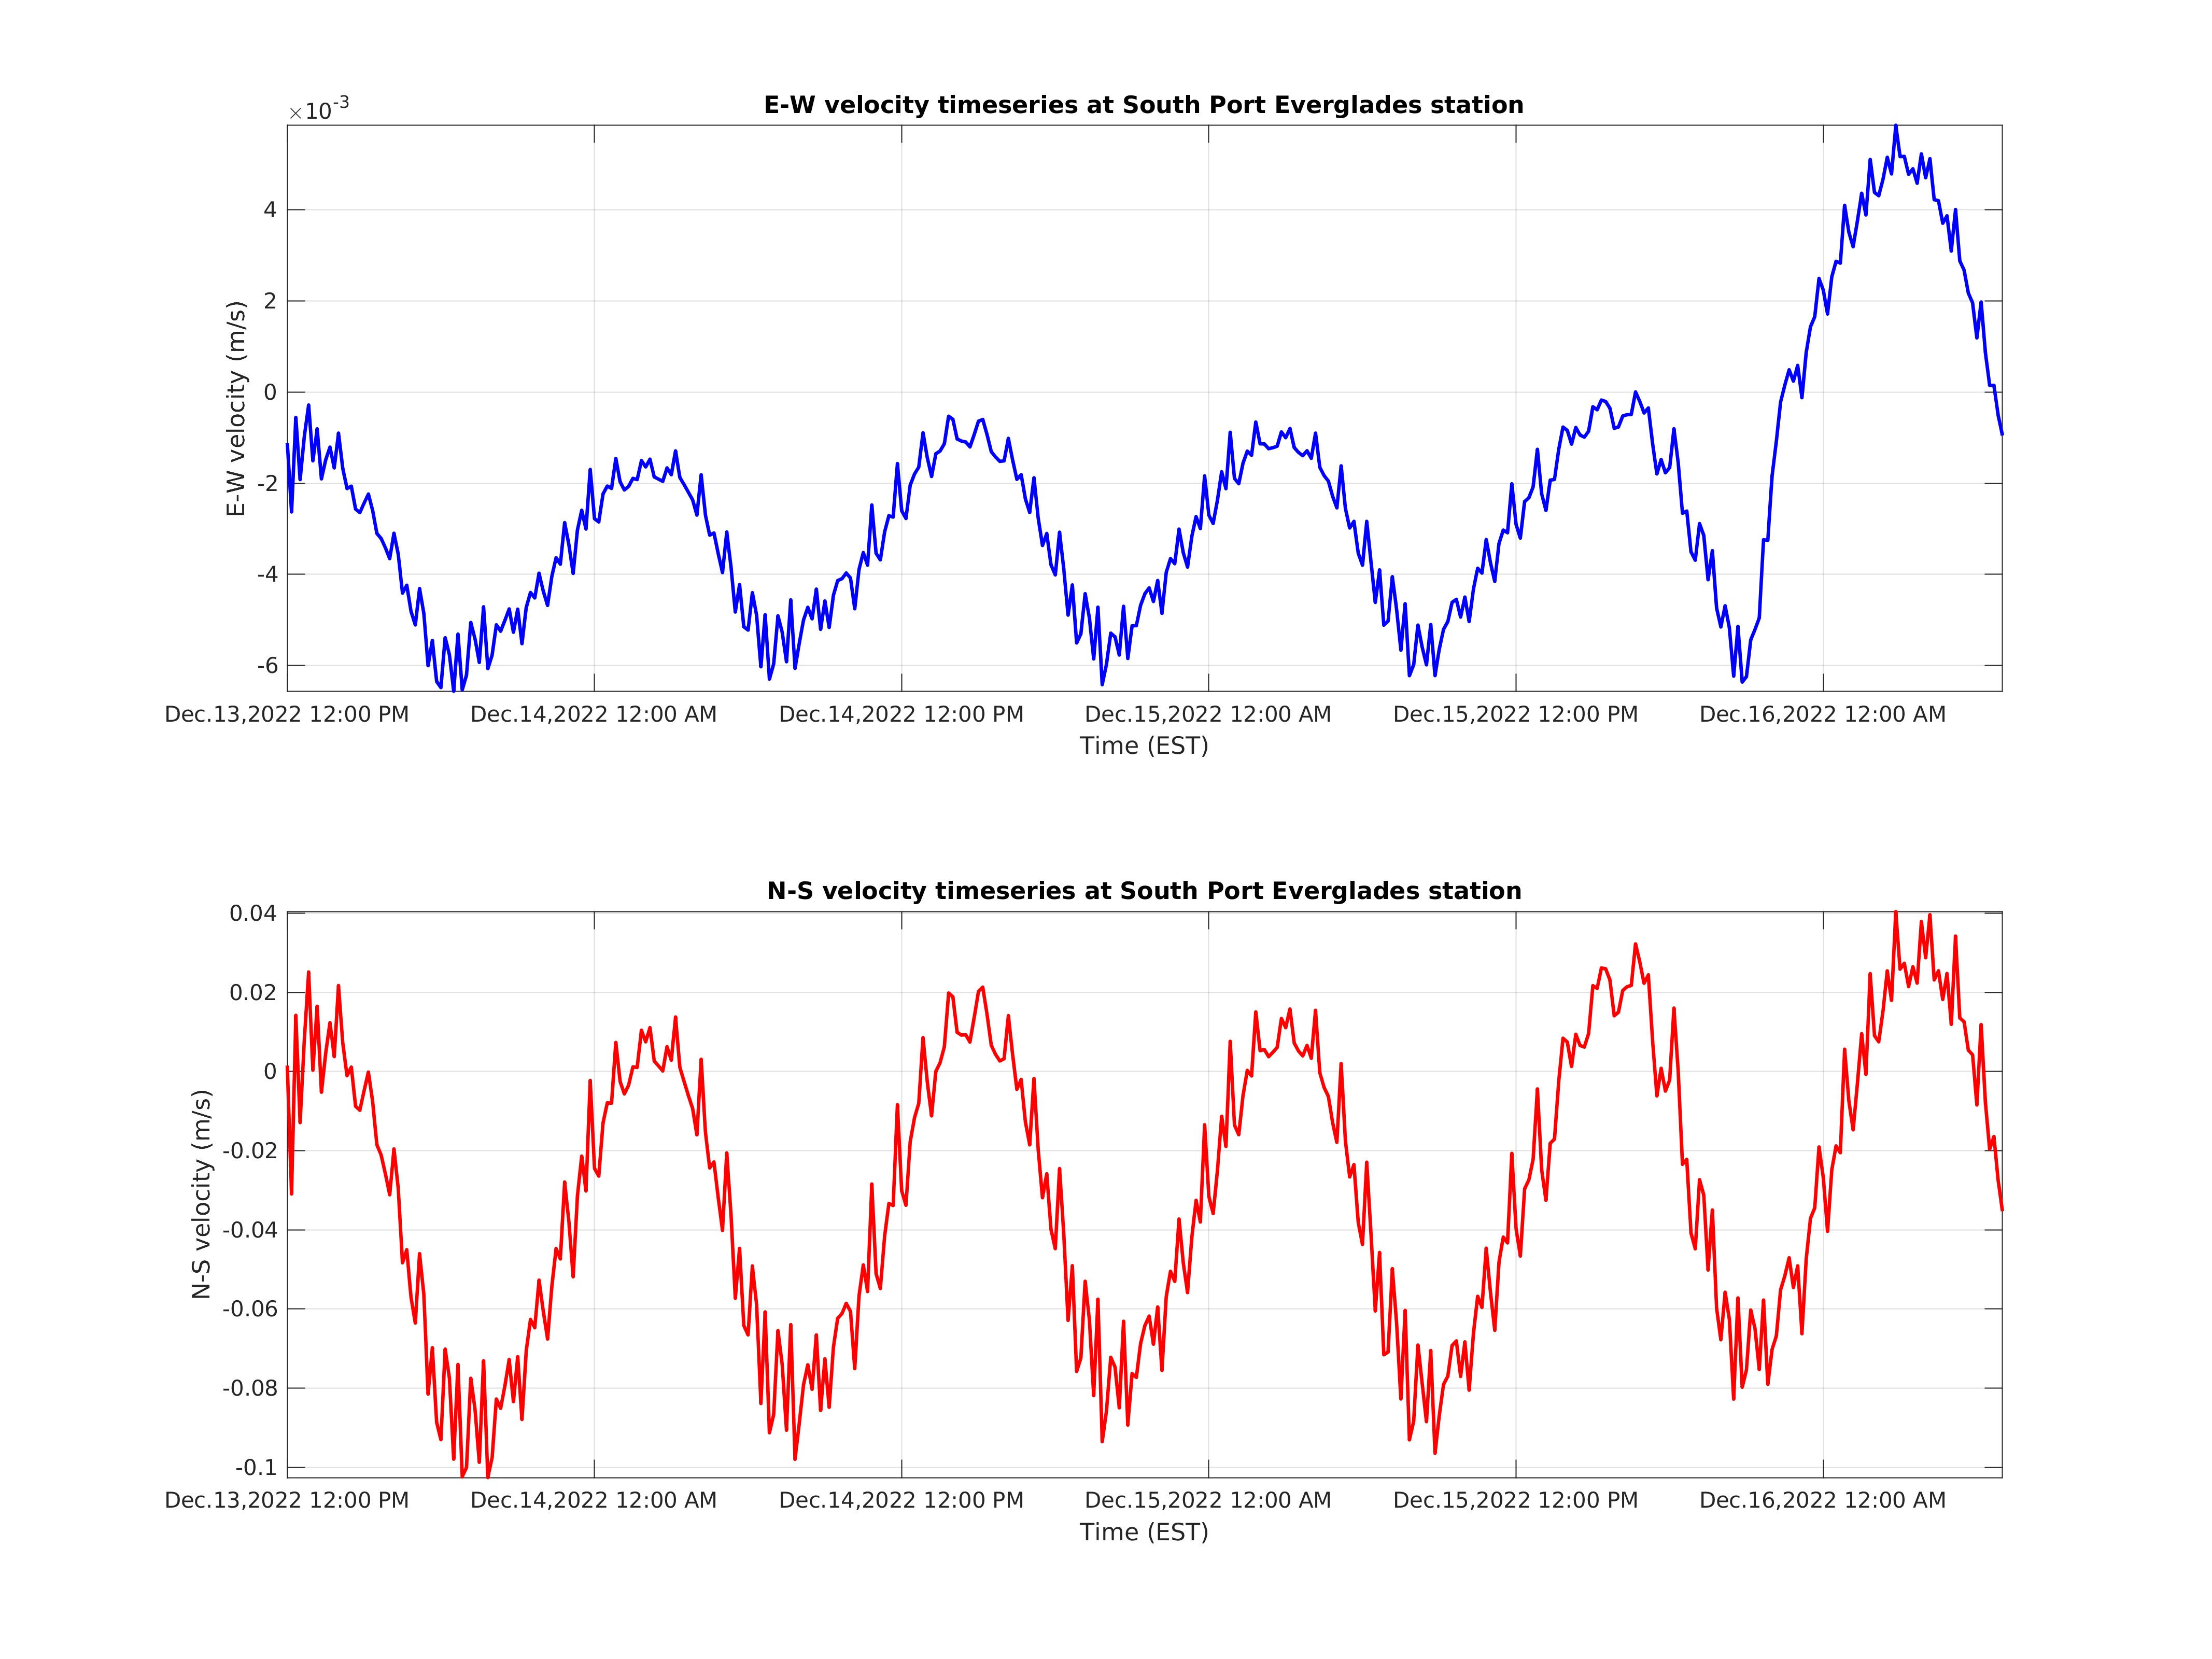 ×10-3
E-W velocity timeseries at South Port Everglades station
4
2
0
-2
-4
-6
E-W velocity (m/s)
Dec.13,2022 12:00 PM Dec.14,2022 12:00 AM Dec.14,2022 12:00 PM Dec.15,2022 12:00 AM Dec.15,2022 12:00 PM Dec.16,2022 12:00 AM
Time (EST)
N-S velocity timeseries at South Port Everglades station
0.04
0.02
0
-0.02
-0.04
-0.06
-0.08
-0.1
N-S velocity (m/s)
Dec.13,2022 12:00 PM Dec.14,2022 12:00 AM Dec.14,2022 12:00 PM Dec.15,2022 12:00 AM Dec.15,2022 12:00 PM Dec.16,2022 12:00 AM
Time (EST)